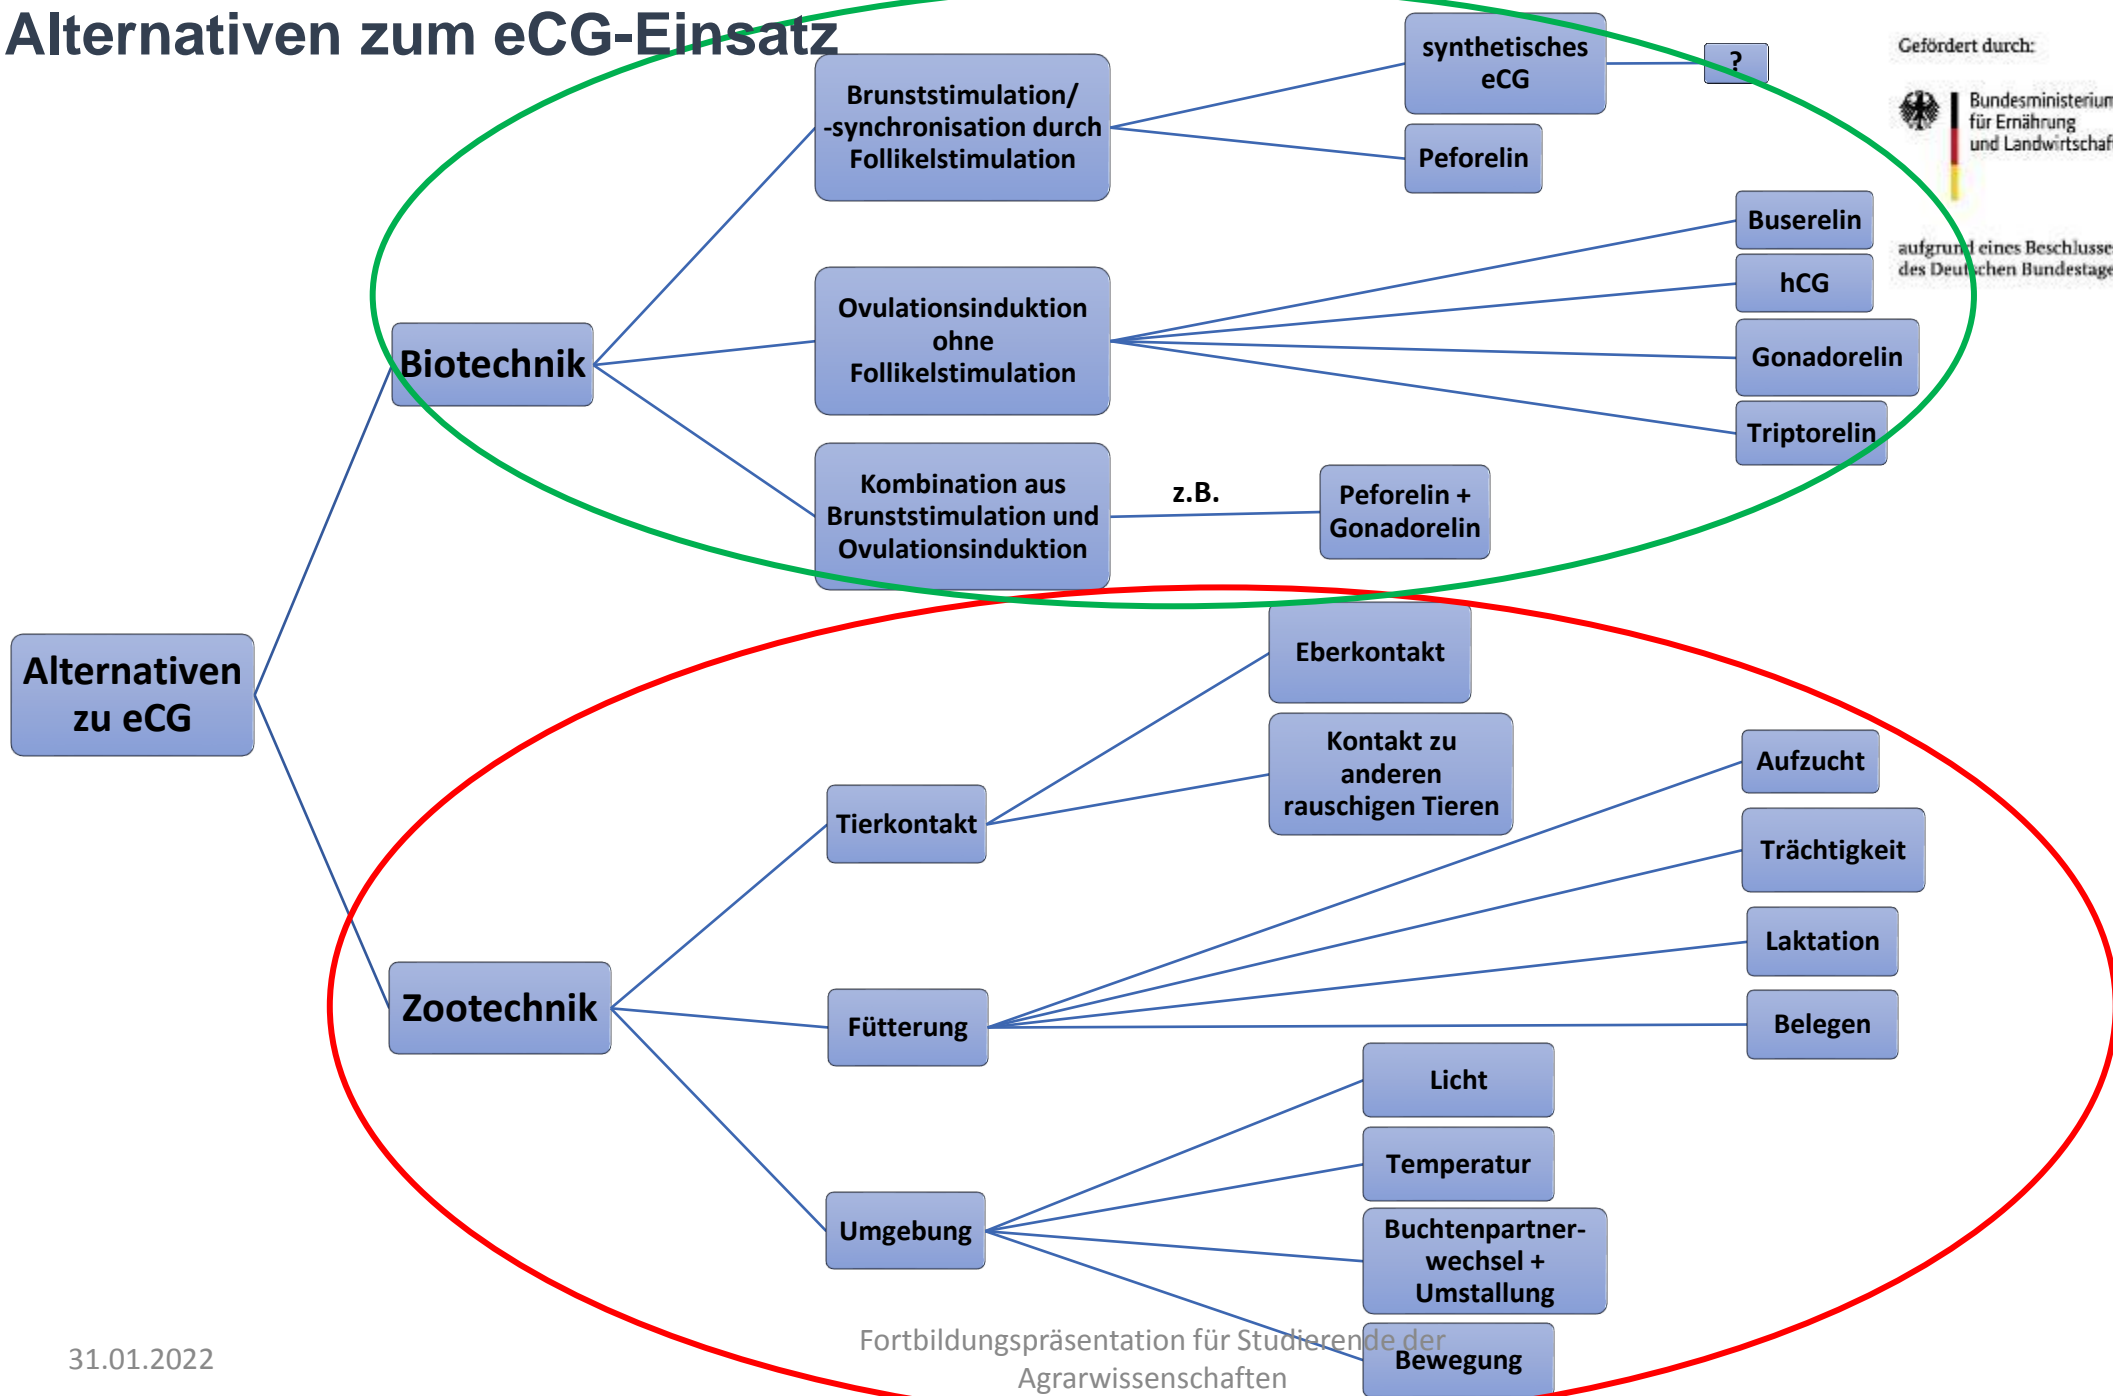 Alternativen zum eCG-Einsatz
Gefördert durch:
Bundesministerium
für Ernährung
und Landwirtschaft
aufgrund eines Beschlusse
des Deutschen Bundestage
Alternativen
zu eCG
Biotechnik
Brunststimulation/
-synchronisation durch
Follikelstimulation
synthetisches
eCG
?
Peforelin
Ovulationsinduktion
ohne
Follikelstimulation
Buserelin
hCG
Gonadorelin
Triptorelin
Kombination aus
Brunststimulation und
Ovulationsinduktion
z.B.
Peforelin +
Gonadorelin
Zootechnik
Tierkontakt
Eberkontakt
Kontakt zu
anderen
rauschigen Tieren
Fütterung
Aufzucht
Trächtigkeit
Laktation
Belegen
Umgebung
Licht
Temperatur
Buchtenpartner-
wechsel +
Umstallung
Bewegung
31.01.2022
Fortbildungspräsentation für Studierende der
Agrarwissenschaften